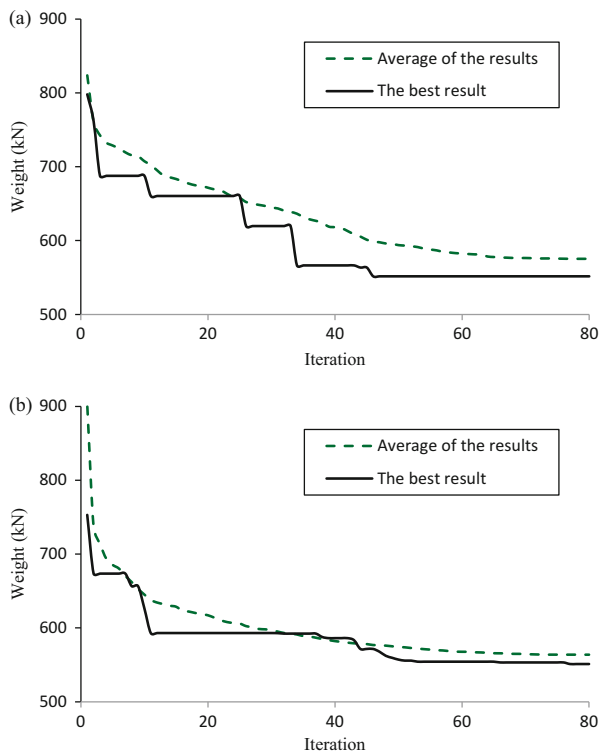 (a)
900
800
700
600
500
Weight (kN)
Average of the results
The best result
0
20
40
60
80
Iteration
(b)
900
800
700
600
500
Weight (kN)
Average of the results
The best result
0
20
40
60
80
Iteration